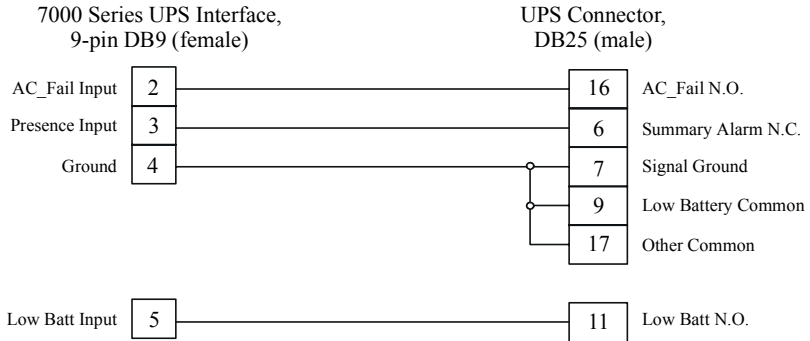 7000 Series UPS Interface,
9-pin DB9 (female)
UPS Connector,
DB25 (male)
AC_Fail Input 2 16 AC_Fail N.O.
Presence Input 3 6 Summary Alarm N.C.
Ground 4 7 Signal Ground
9 Low Battery Common
17 Other Common
Low Batt Input 5 11 Low Batt N.O.